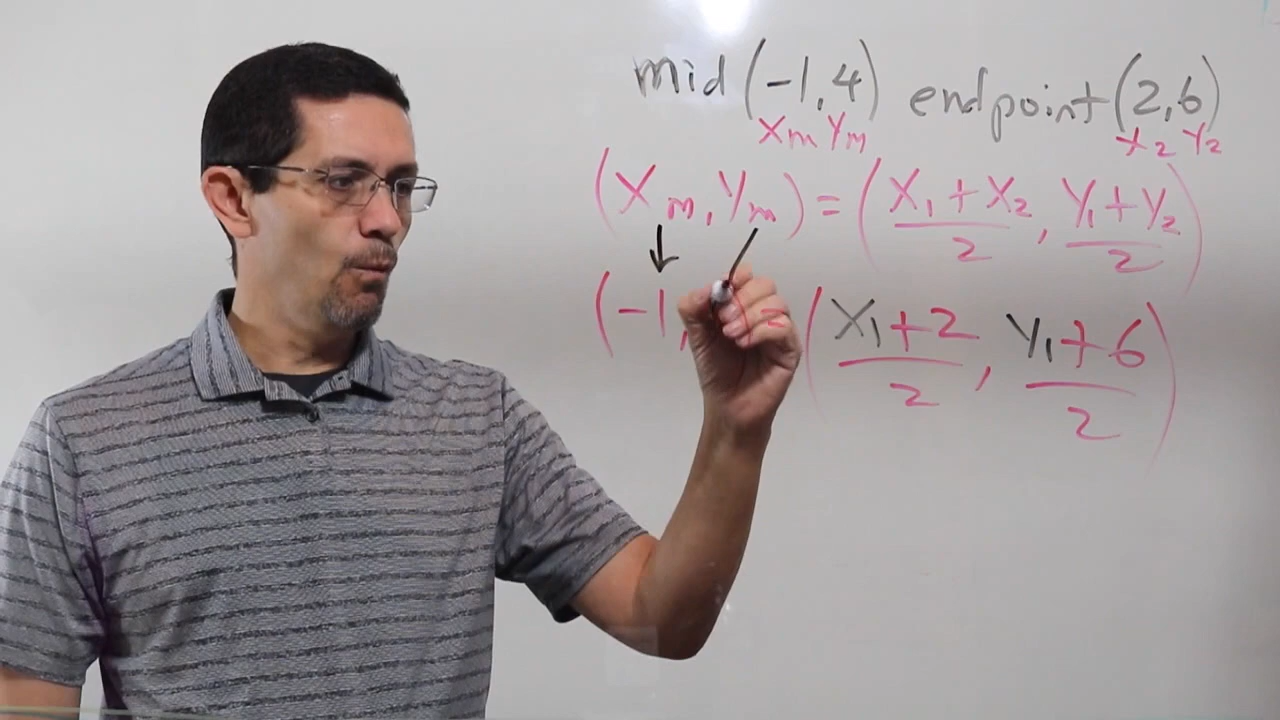 mid (-1,4) endpoint (2,6)
Xm Ym X2 Y2
(Xm, Ym) = (X1 + X2 / 2, Y1 + Y2 / 2)
(-1, ) = (X1 + 2 / 2, Y1 + 6 / 2)